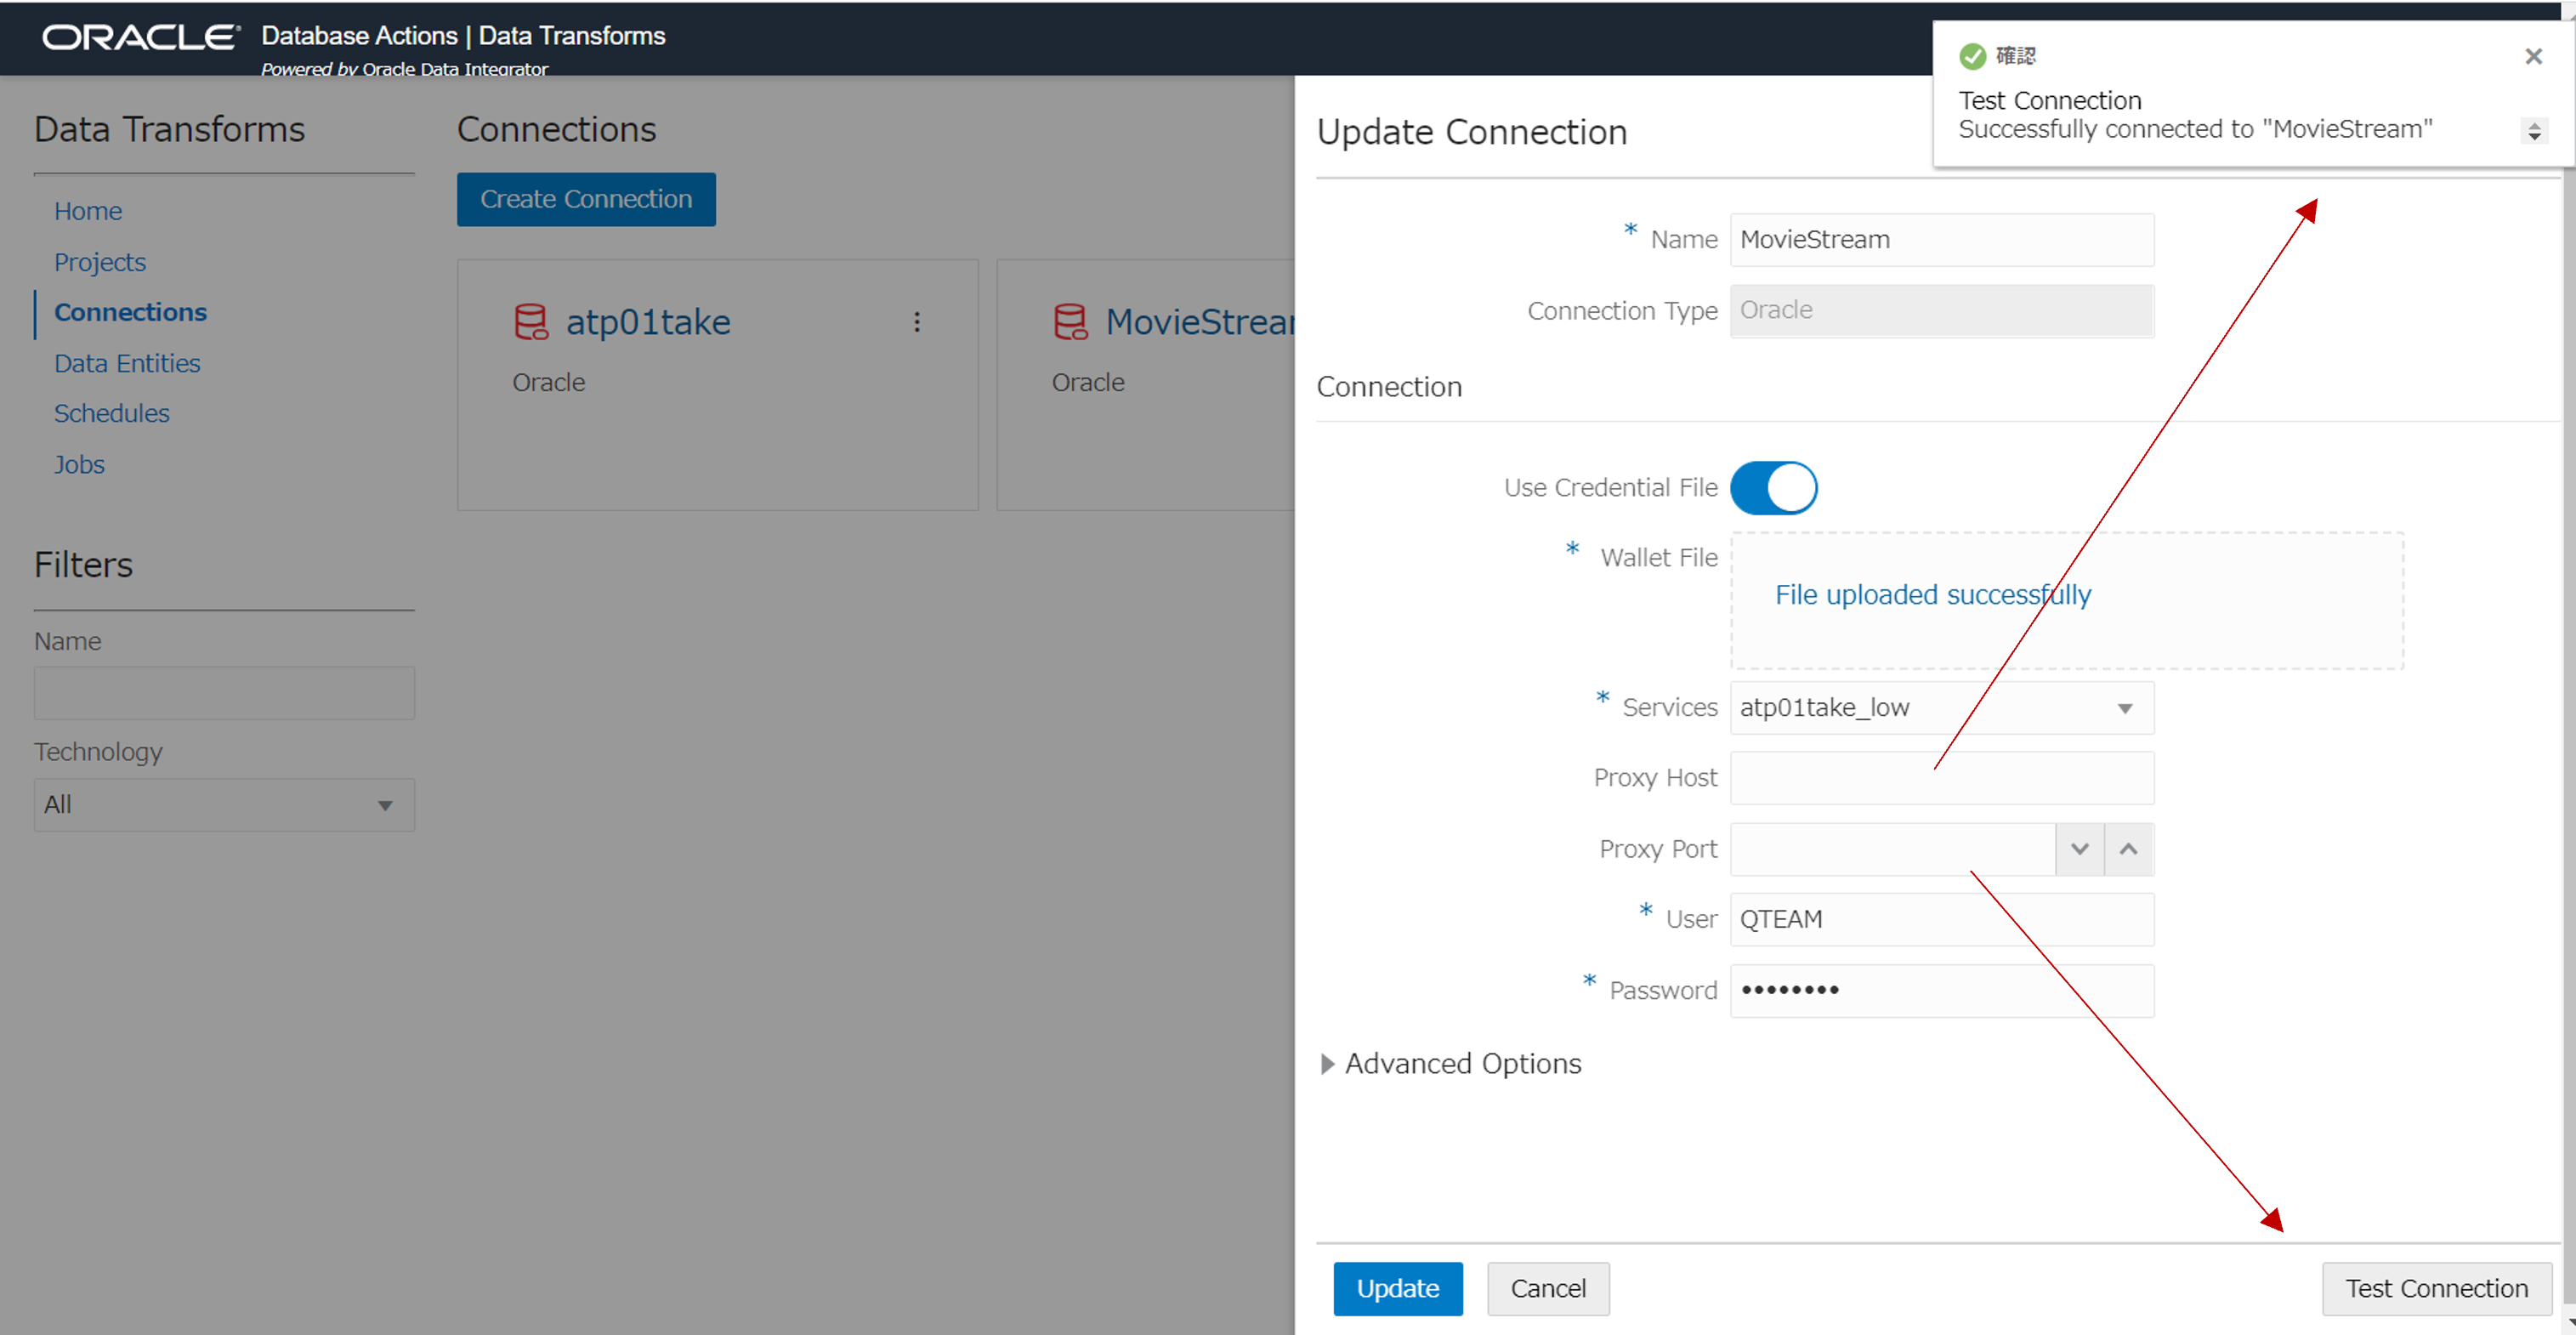 ORACLE Database Actions | Data Transforms
Powered by Oracle Data Integrator
確認
Test Connection
Successfully connected to "MovieStream"
Data Transforms
Home
Projects
Connections
Data Entities
Schedules
Jobs
Filters
Name
Technology
All
Connections
Create Connection
atp01take
Oracle
MovieStrear
Oracle
Update Connection
* Name MovieStream
Connection Type Oracle
Connection
Use Credential File
* Wallet File
File uploaded successfully
* Services atp01take_low
Proxy Host
Proxy Port
* User QTEAM
* Password ••••••••
Advanced Options
Update Cancel Test Connection